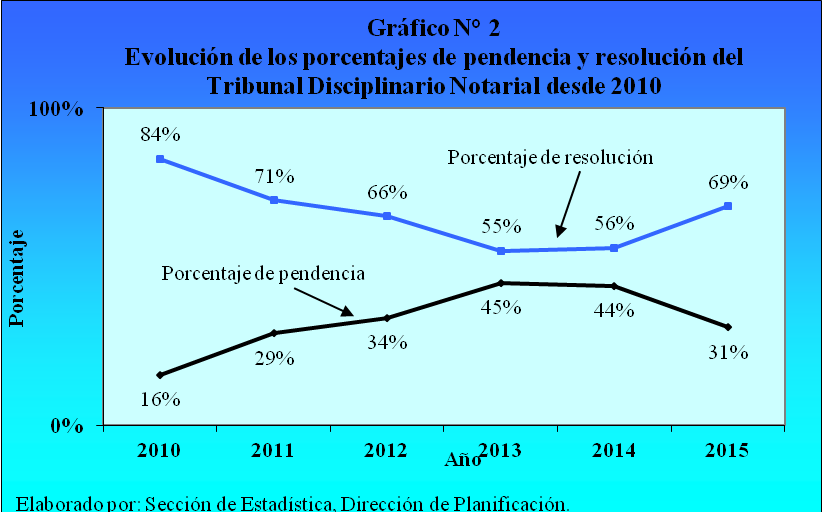 Gráfico N° 2
Evolución de los porcentajes de pendencia y resolución del
Tribunal Disciplinario Notarial desde 2010
100%
84%
71%
66%
55%
56%
69%
Porcentaje de resolución
Porcentaje de pendencia
16%
29%
34%
45%
44%
31%
0%
Porcentaje
2010 2011 2012 2013 2014 2015
Año
Elaborado por: Sección de Estadística, Dirección de Planificación.